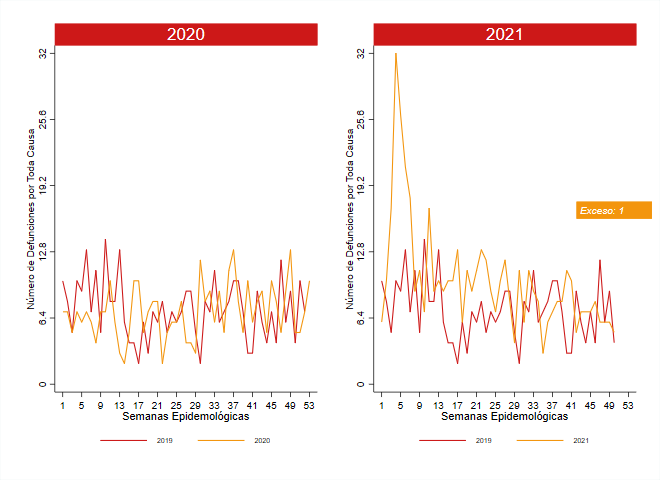 2020
Número de Defunciones por Toda Causa
32
25.6
19.2
12.8
6.4
0
1 5 9 13 17 21 25 29 33 37 41 45 49 53
Semanas Epidemológicas
2019 2020
2021
Número de Defunciones por Toda Causa
32
25.6
19.2
12.8
6.4
0
Exceso: 1
1 5 9 13 17 21 25 29 33 37 41 45 49 53
Semanas Epidemológicas
2019 2021